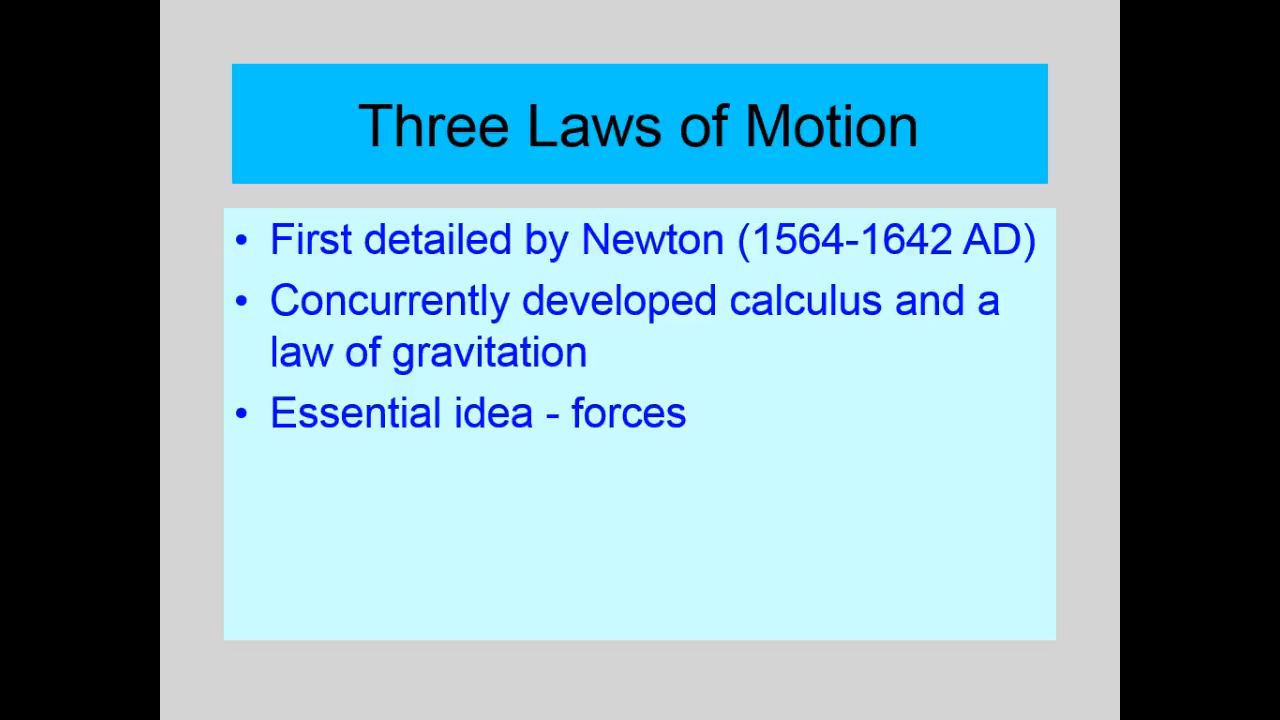 Three Laws of Motion
• First detailed by Newton (1564-1642 AD)
• Concurrently developed calculus and a
law of gravitation
• Essential idea - forces